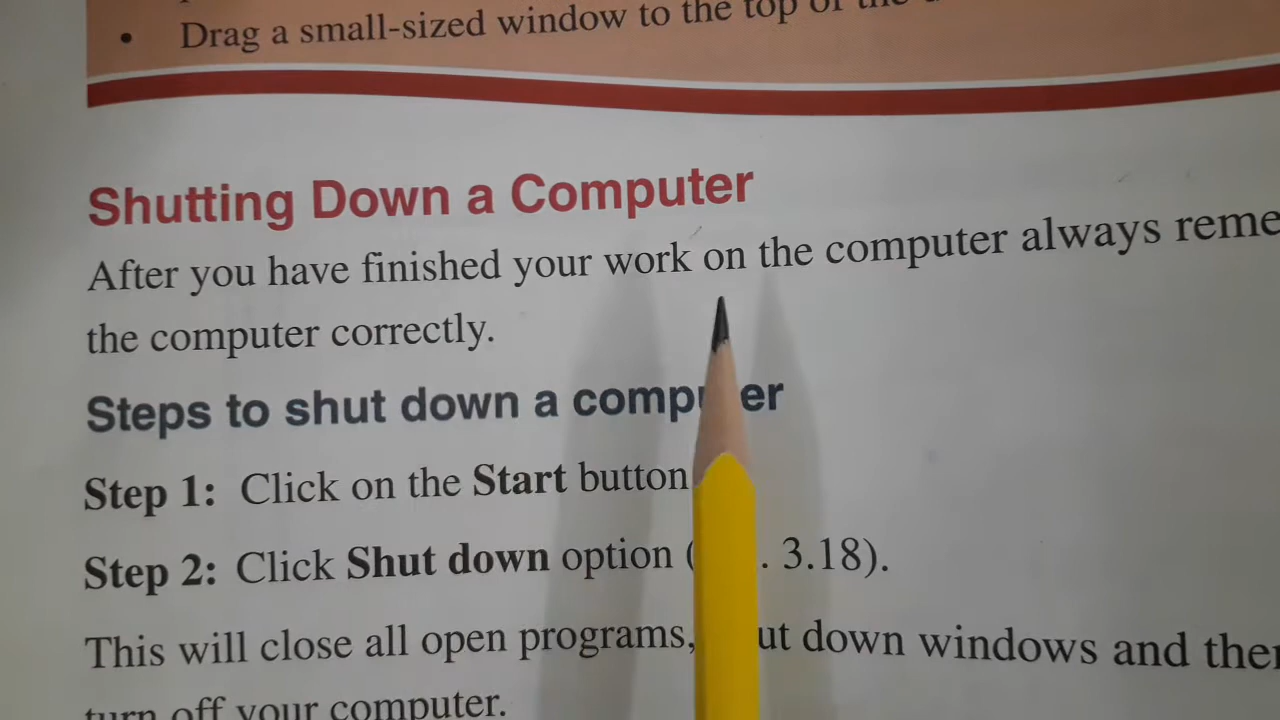 • Drag a small-sized window to the top of the
Shutting Down a Computer
After you have finished your work on the computer always reme
the computer correctly.
Steps to shut down a comp er
Step 1: Click on the Start button
Step 2: Click Shut down option ( . 3.18).
This will close all open programs, ut down windows and then
turn off your computer.